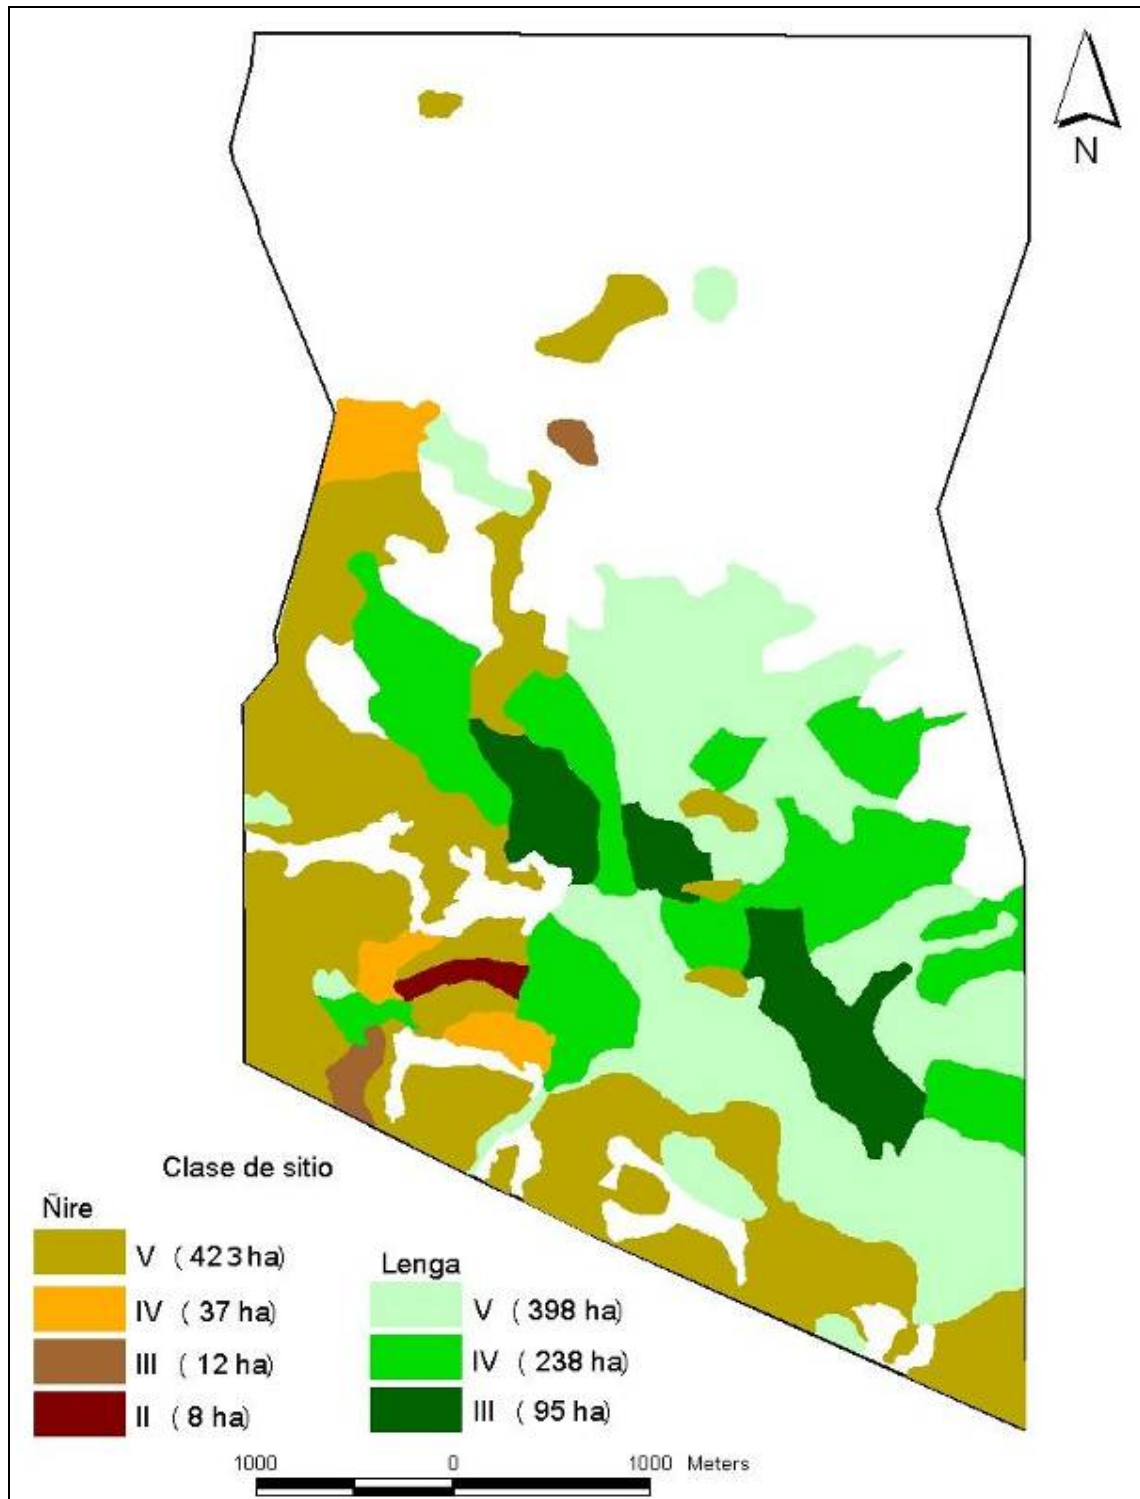 N
Clase de sitio
Ñire
V ( 423 ha)
IV ( 37 ha)
III ( 12 ha)
II ( 8 ha)
Lenga
V ( 398 ha)
IV ( 238 ha)
III ( 95 ha)
1000 0 1000 Meters